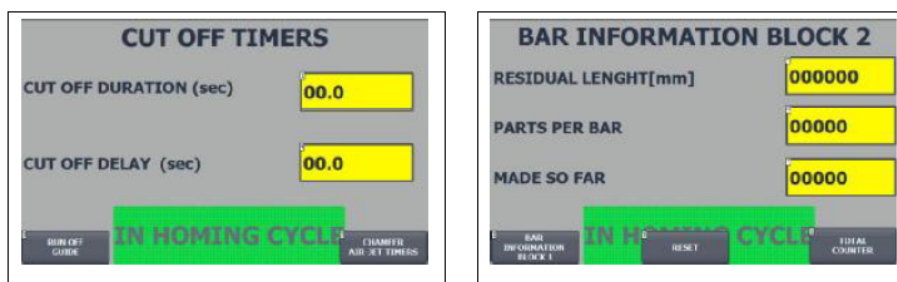 CUT OFF TIMERS
CUT OFF DURATION (sec)
00.0
CUT OFF DELAY (sec)
00.0
IN HOMING CYCLE
RUN OFF
GUIDE
CHAMFER
AIR-JET TIMERS
BAR INFORMATION BLOCK 2
RESIDUAL LENGHT[mm]
000000
PARTS PER BAR
00000
MADE SO FAR
00000
IN HOMING CYCLE
BAR
INFORMATION
BLOCK 1
RESET
TOTAL
COUNTER